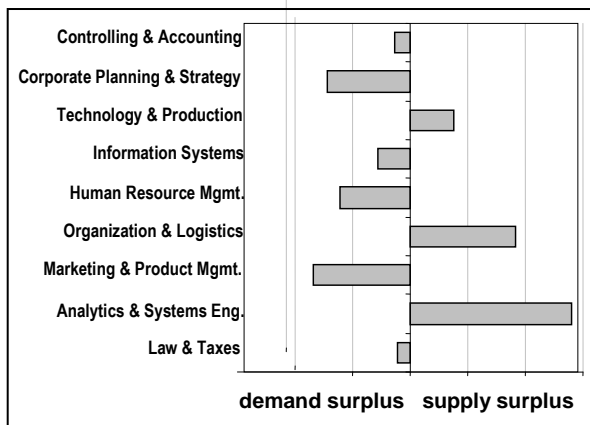 Controlling & Accounting
Corporate Planning & Strategy
Technology & Production
Information Systems
Human Resource Mgmt.
Organization & Logistics
Marketing & Product Mgmt.
Analytics & Systems Eng.
Law & Taxes
demand surplus supply surplus